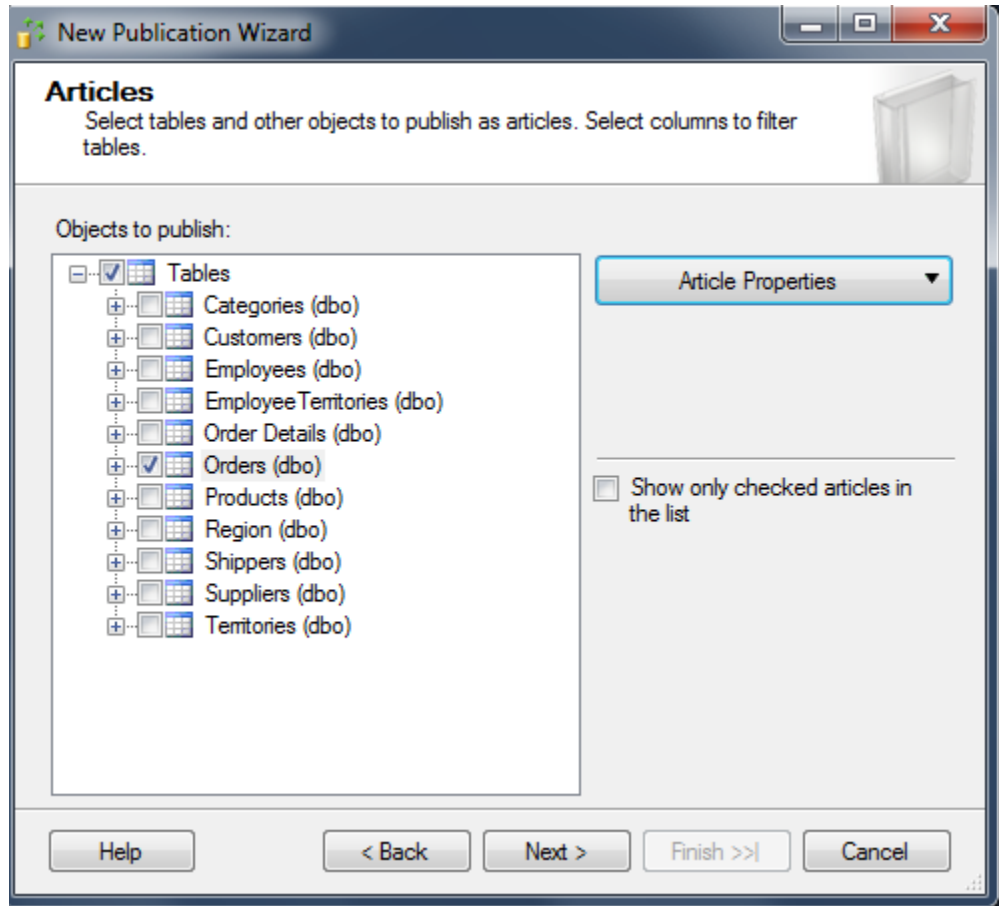 New Publication Wizard
Articles
Select tables and other objects to publish as articles. Select columns to filter
tables.
Objects to publish:
Tables
Categories (dbo)
Customers (dbo)
Employees (dbo)
EmployeeTerritories (dbo)
Order Details (dbo)
Orders (dbo)
Products (dbo)
Region (dbo)
Shippers (dbo)
Suppliers (dbo)
Territories (dbo)
Article Properties
Show only checked articles in
the list
Help
< Back
Next >
Finish >>|
Cancel